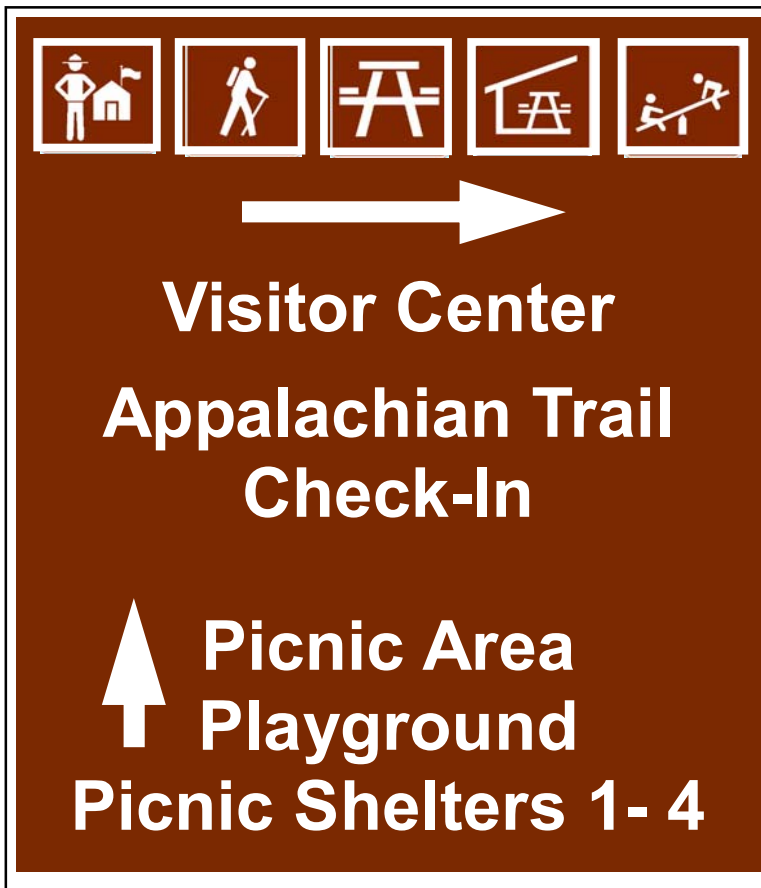 Visitor Center
Appalachian Trail
Check-In
Picnic Area
Playground
Picnic Shelters 1- 4